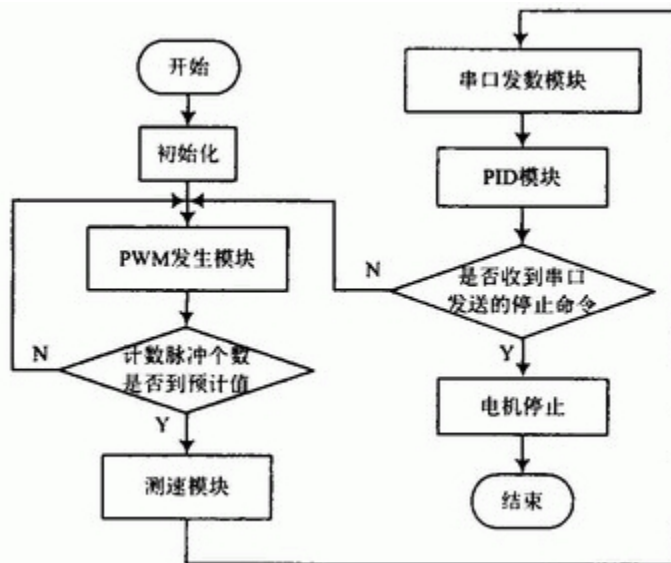 开始
初始化
PWM发生模块
N
计数脉冲个数
是否到预计值
Y
测速模块
串口发数模块
PID模块
N
是否收到串口
发送的停止命令
Y
电机停止
结束